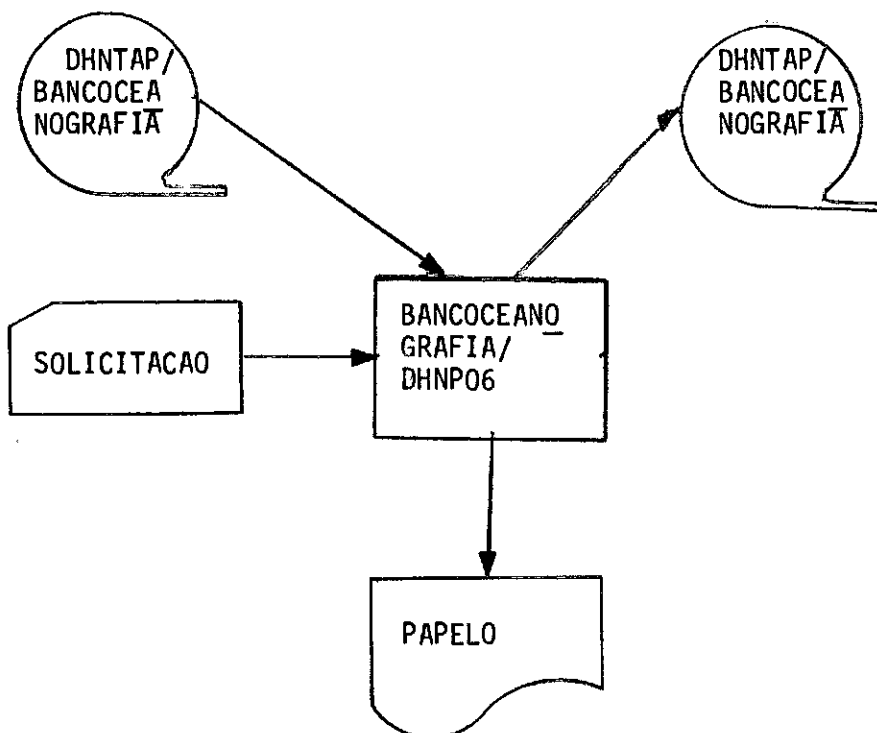 DHNTAP/
BANCOCEA
NOGRAFIA
DHNTAP/
BANCOCEA
NOGRAFIA
SOLICITACAO
BANCOCEANO
GRAFIA/
DHNP06
PAPELO